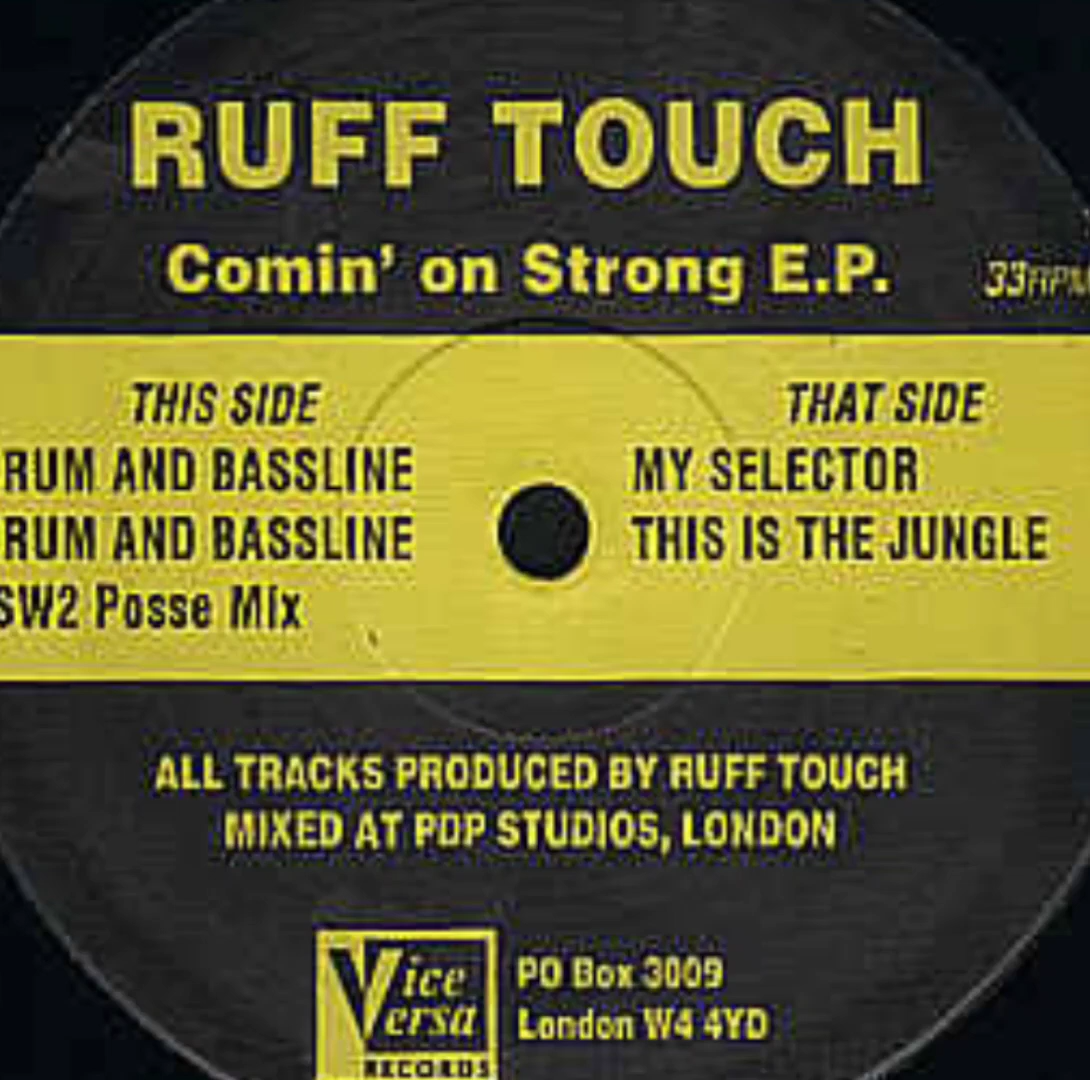 RUFF TOUCH
Comin' on Strong E.P.
33RPM
THIS SIDE
RUM AND BASSLINE
RUM AND BASSLINE
SW2 Posse Mix
THAT SIDE
MY SELECTOR
THIS IS THE JUNGLE
ALL TRACKS PRODUCED BY RUFF TOUCH
MIXED AT PDP STUDIOS, LONDON
Vice
Versa
RECORDS
PO Box 3009
London W4 4YD